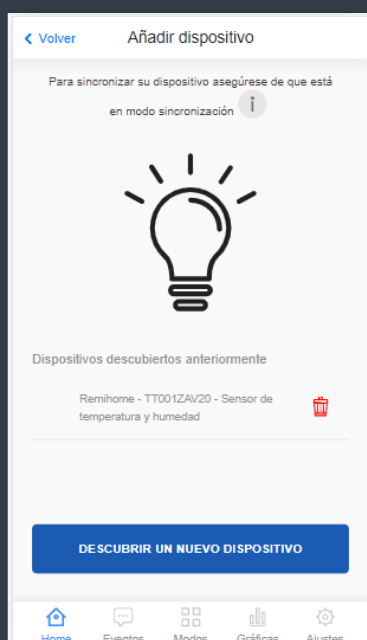 Volver Añadir dispositivo
Para sincronizar su dispositivo asegúrese de que está
en modo sincronización i
Dispositivos descubiertos anteriormente
Remihome - TT001ZAV20 - Sensor de
temperatura y humedad
DESCUBRIR UN NUEVO DISPOSITIVO
Home Eventos Modos Gráficas Ajustes